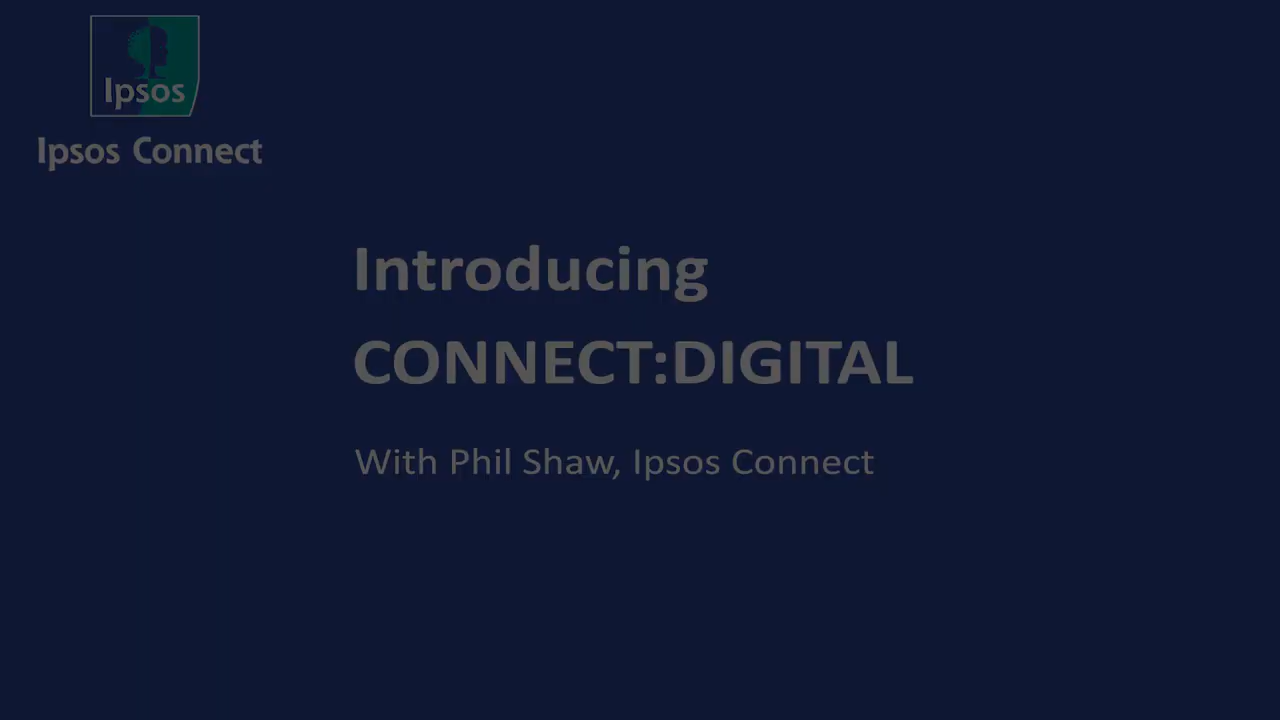 Ipsos
Ipsos Connect
Introducing
CONNECT:DIGITAL
With Phil Shaw, Ipsos Connect